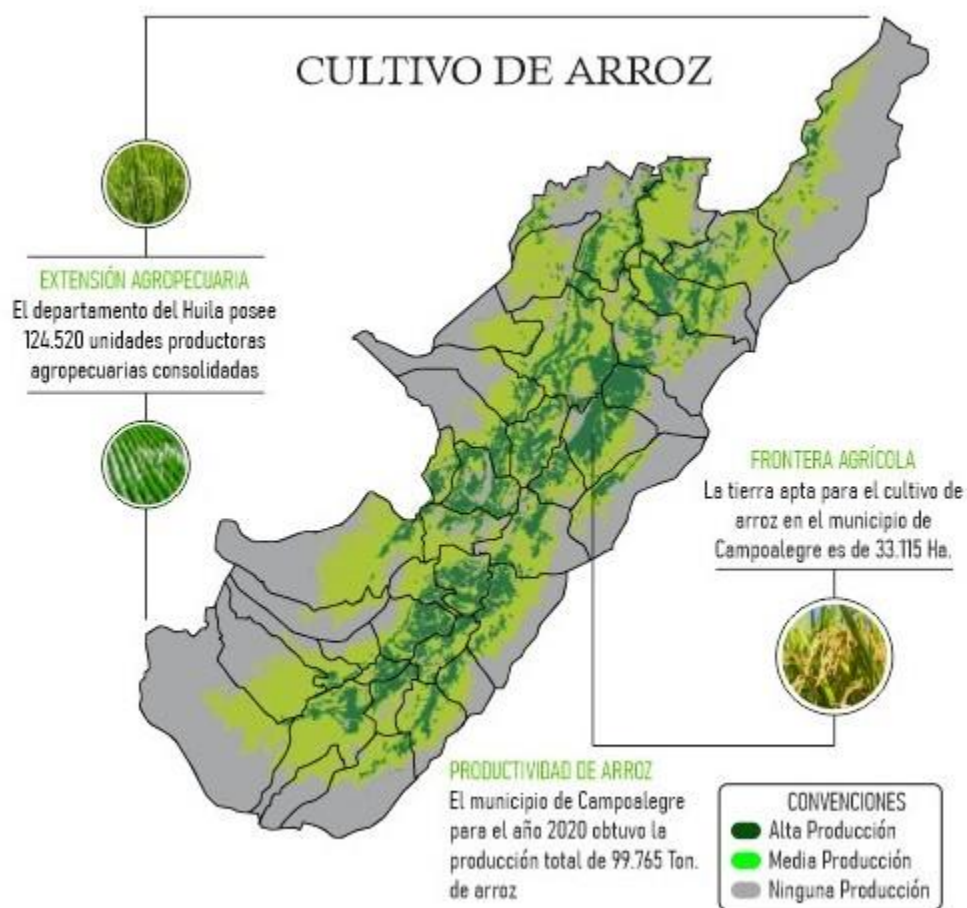 CULTIVO DE ARROZ
EXTENSIÓN AGROPECUARIA
El departamento del Huila posee
124.520 unidades productoras
agropecuarias consolidadas
FRONTERA AGRÍCOLA
La tierra apta para el cultivo de
arroz en el municipio de
Campoalegre es de 33.115 Ha.
PRODUCTIVIDAD DE ARROZ
El municipio de Campoalegre
para el año 2020 obtuvo la
producción total de 99.765 Ton.
de arroz
CONVENCIONES
Alta Producción
Media Producción
Ninguna Producción